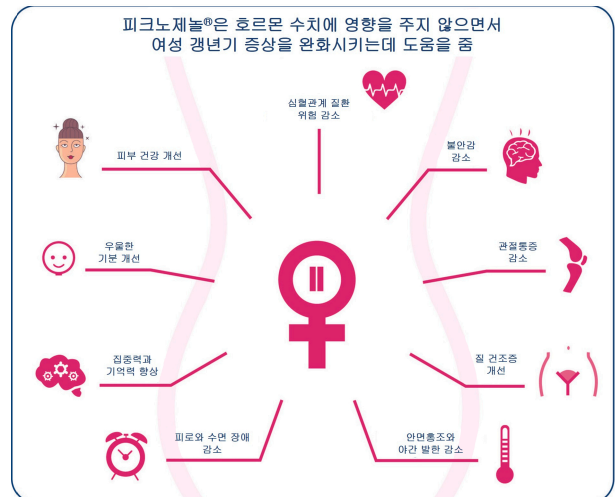 피크노제놀®은 호르몬 수치에 영향을 주지 않으면서
여성 갱년기 증상을 완화시키는데 도움을 줌
심혈관계 질환
위험 감소
피부 건강 개선
불안감
감소
우울한
기분 개선
관절통증
감소
집중력과
기억력 향상
질 건조증
개선
피로와 수면 장애
감소
안면홍조와
야간 발한 감소